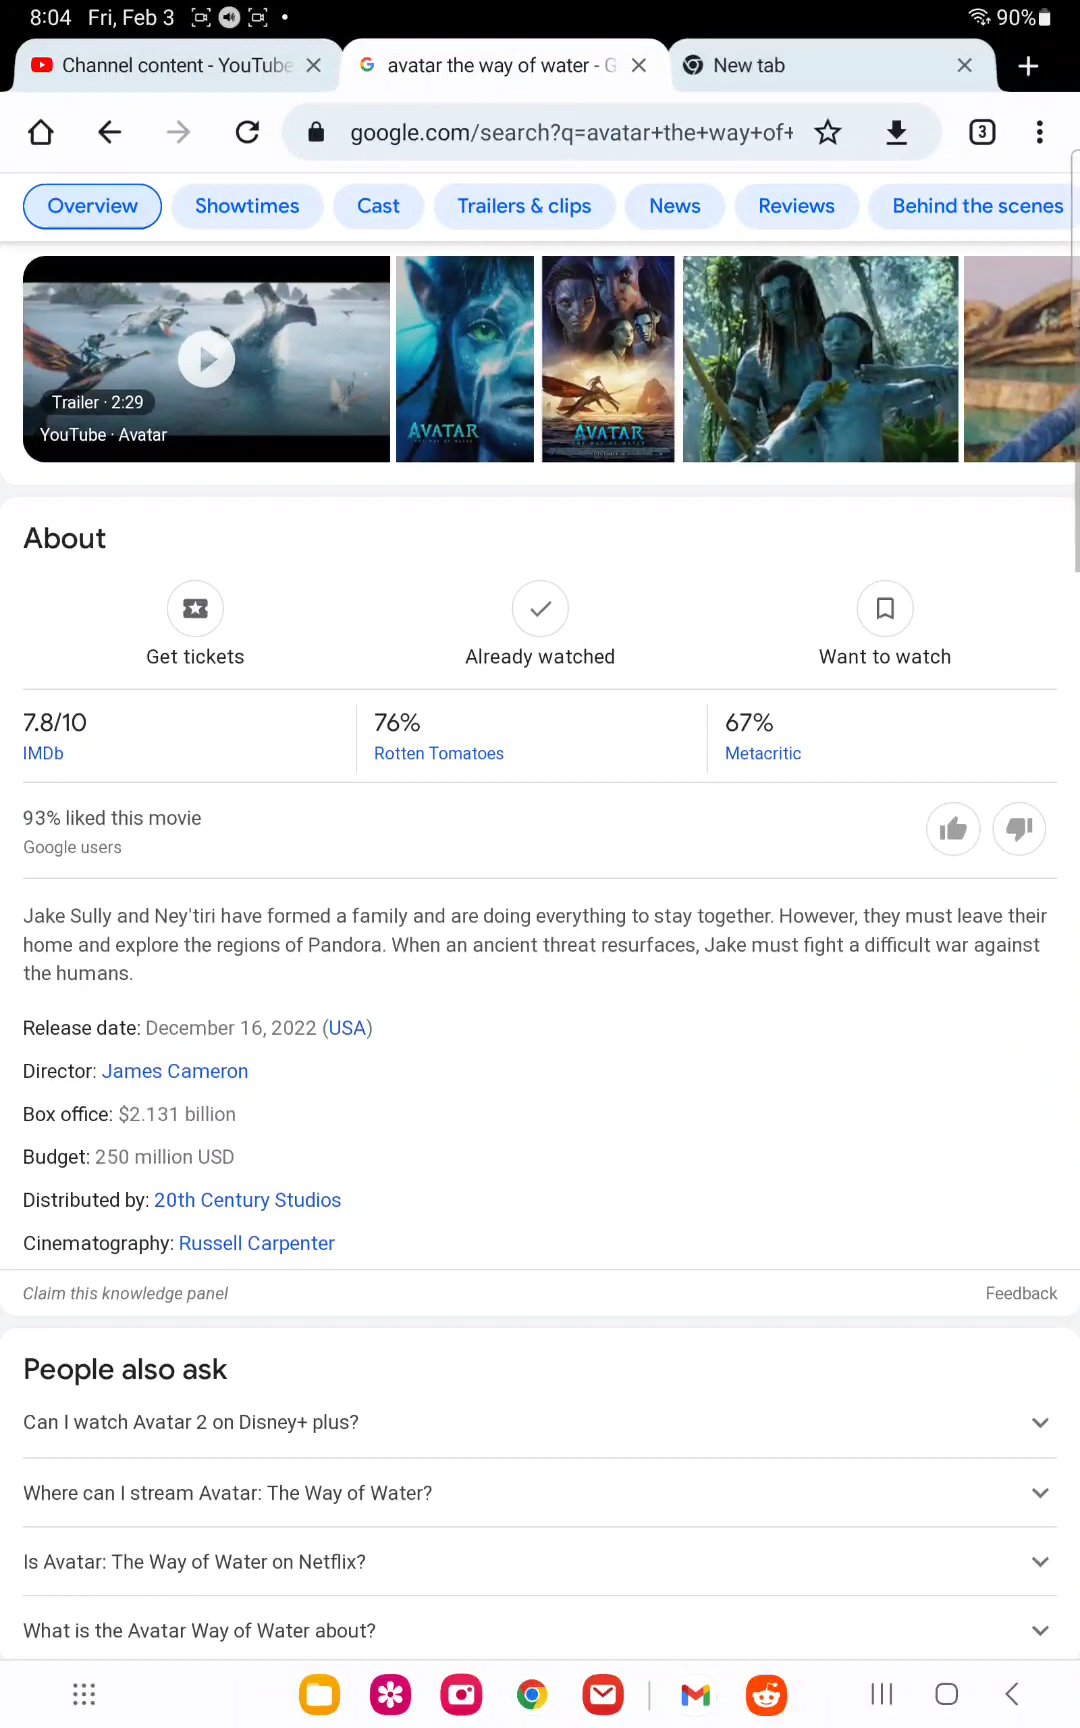 8:04 Fri, Feb 3 90%
Channel content - YouTube
avatar the way of water - G
New tab
google.com/search?q=avatar+the+way+of+ 3
Overview Showtimes Cast Trailers & clips News Reviews Behind the scenes
Trailer · 2:29
YouTube · Avatar
AVATAR
AVATAR
About
Get tickets Already watched Want to watch
7.8/10 76% 67%
IMDb Rotten Tomatoes Metacritic
93% liked this movie
Google users
Jake Sully and Ney'tiri have formed a family and are doing everything to stay together. However, they must leave their
home and explore the regions of Pandora. When an ancient threat resurfaces, Jake must fight a difficult war against
the humans.
Release date: December 16, 2022 (USA)
Director: James Cameron
Box office: $2.131 billion
Budget: 250 million USD
Distributed by: 20th Century Studios
Cinematography: Russell Carpenter
Claim this knowledge panel Feedback
People also ask
Can I watch Avatar 2 on Disney+ plus?
Where can I stream Avatar: The Way of Water?
Is Avatar: The Way of Water on Netflix?
What is the Avatar Way of Water about?